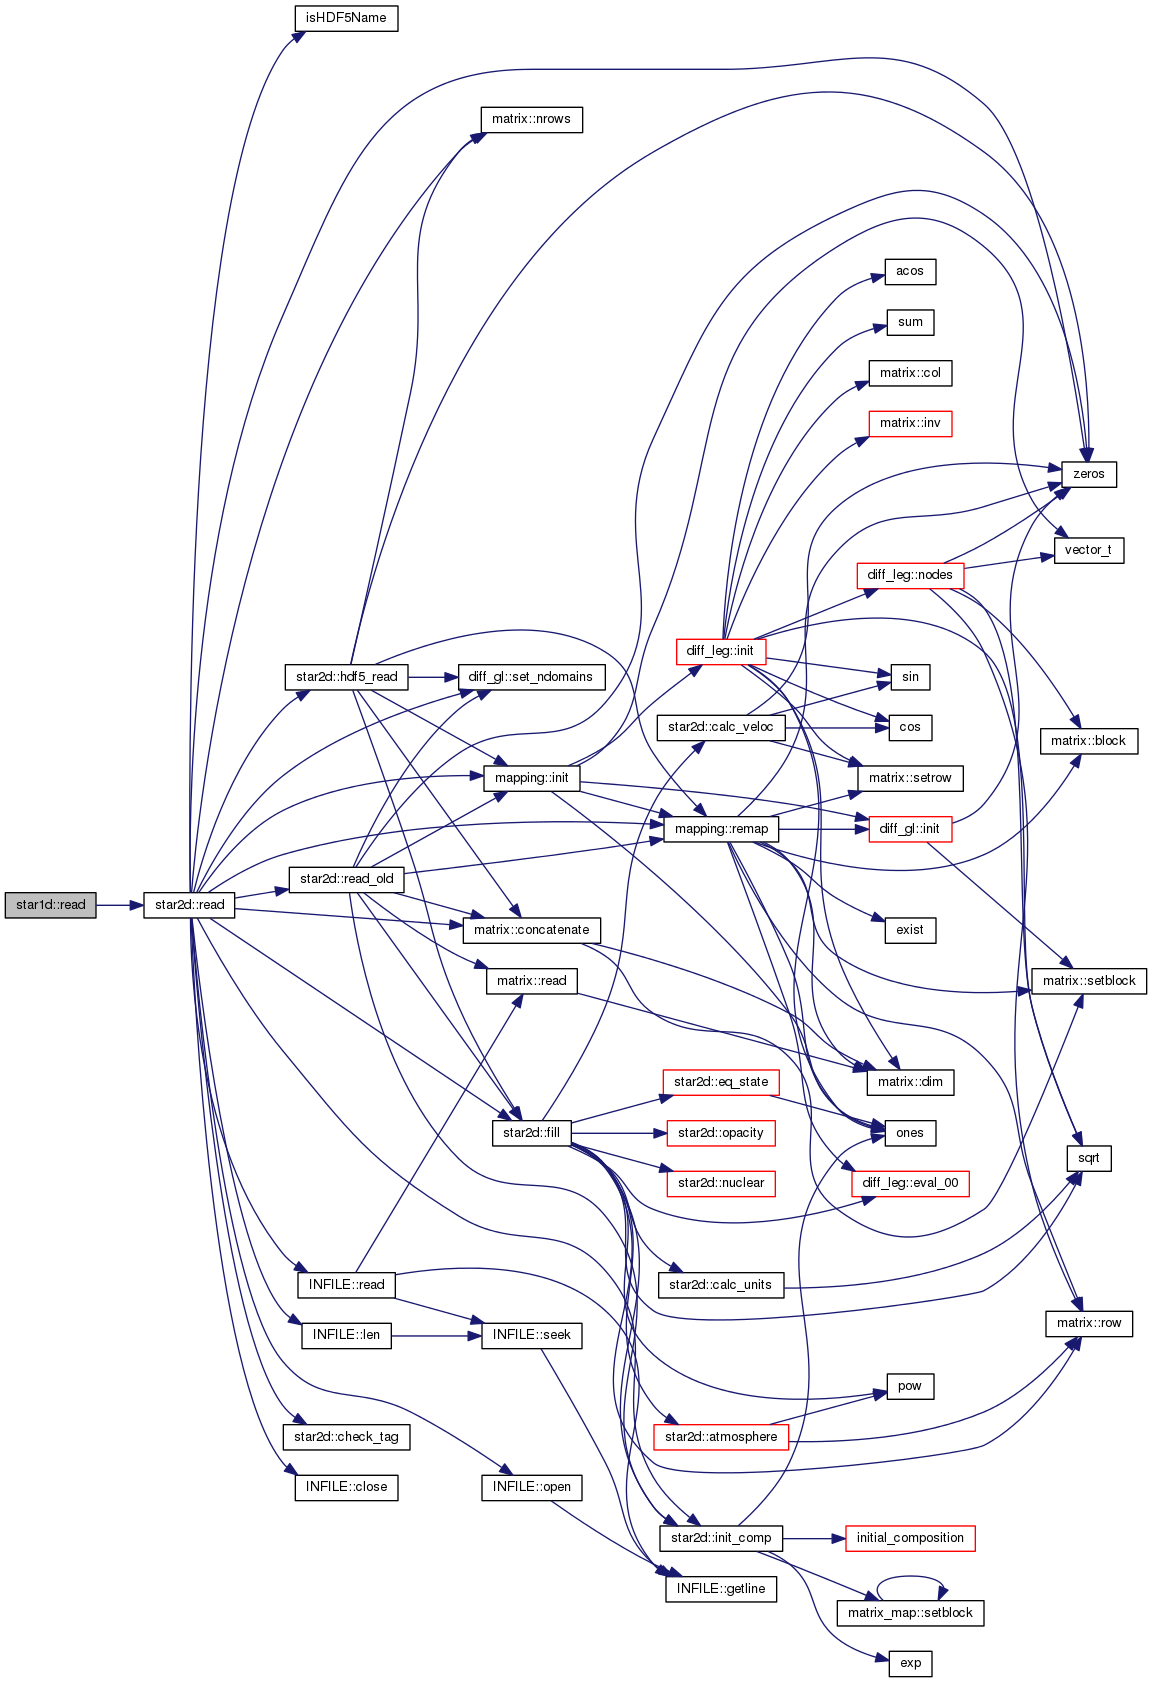 isHDF5Name
matrix::nrows
acos
sum
matrix::col
matrix::inv
zeros
vector_t
diff_leg::nodes
diff_leg::init
star2d::hdf5_read
diff_gl::set_ndomains
sin
star2d::calc_veloc
cos
matrix::block
mapping::init
matrix::setrow
mapping::remap
diff_gl::init
star2d::read_old
star1d::read
star2d::read
matrix::concatenate
exist
matrix::read
matrix::setblock
star2d::eq_state
matrix::dim
star2d::fill
star2d::opacity
ones
sqrt
star2d::nuclear
diff_leg::eval_00
INFILE::read
star2d::calc_units
matrix::row
INFILE::len
INFILE::seek
pow
star2d::check_tag
star2d::atmosphere
INFILE::close
INFILE::open
star2d::init_comp
initial_composition
INFILE::getline
matrix_map::setblock
exp